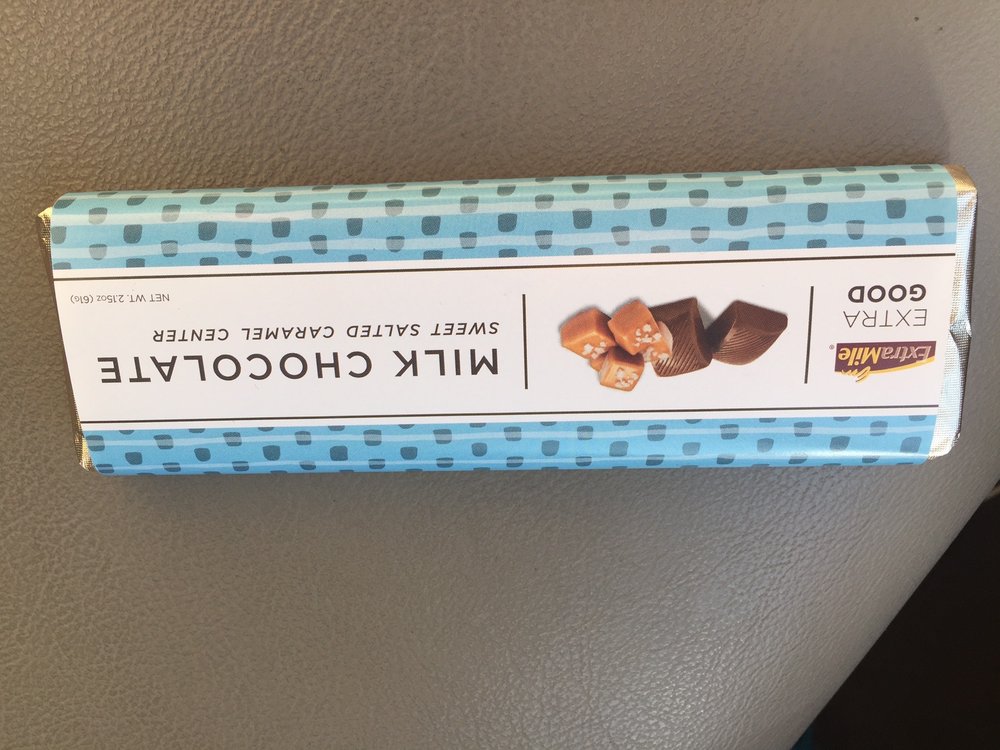 ExtraMile®
EXTRA
GOOD
MILK CHOCOLATE
SWEET SALTED CARAMEL CENTER
NET WT. 2.15OZ (61G)